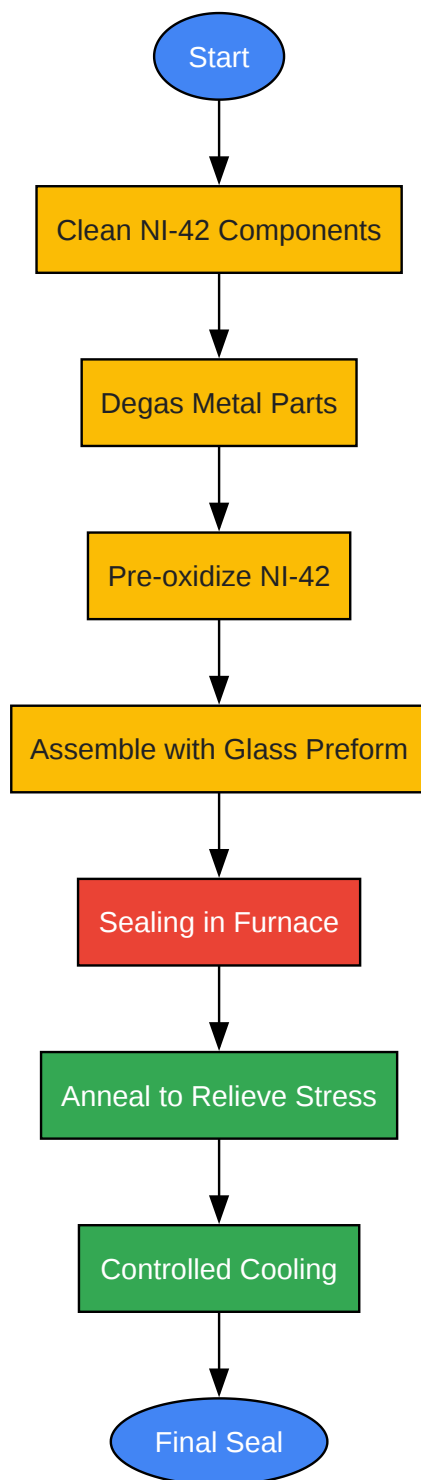 Start
Clean NI-42 Components
Degas Metal Parts
Pre-oxidize NI-42
Assemble with Glass Preform
Sealing in Furnace
Anneal to Relieve Stress
Controlled Cooling
Final Seal